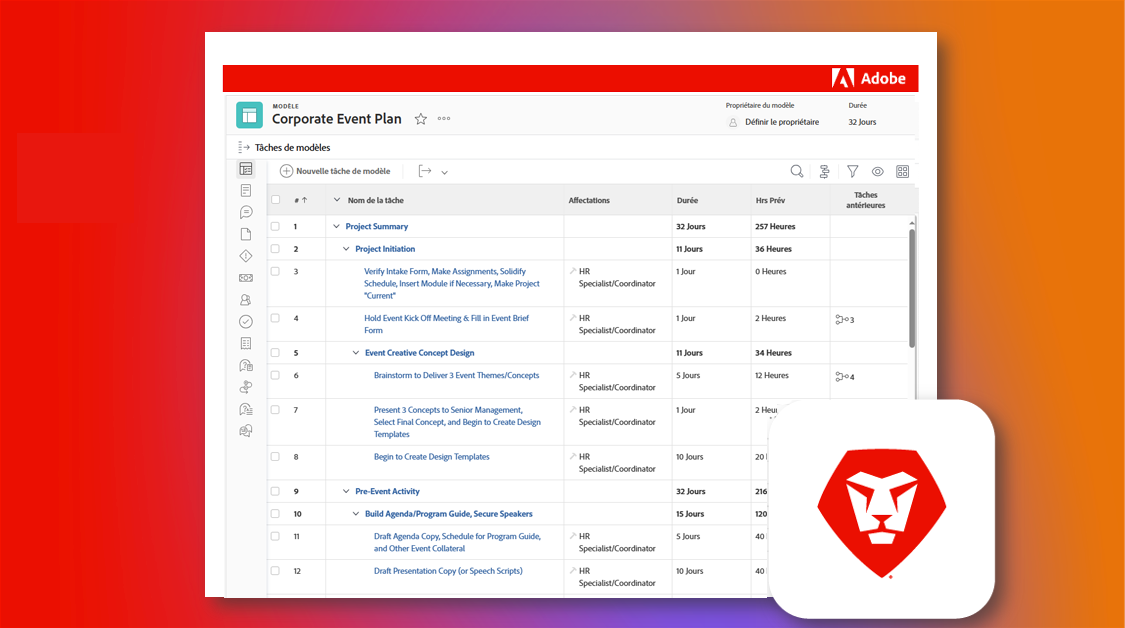 Adobe
MODÈLE
Corporate Event Plan
Propriétaire du modèle
Durée
Définir le propriétaire
32 Jours
Tâches de modèles
Nouvelle tâche de modèle
# ↑ Nom de la tâche Affectations Durée Hrs Prév Tâches
antérieures
1 Project Summary 32 Jours 257 Heures
2 Project Initiation 11 Jours 36 Heures
3 Verify Intake Form, Make Assignments, Solidify HR 1 Jour 0 Heures
Schedule, Insert Module if Necessary, Make Project Specialist/Coordinator
"Current"
4 Hold Event Kick Off Meeting & Fill in Event Brief HR 1 Jour 2 Heures 3
Form Specialist/Coordinator
5 Event Creative Concept Design 11 Jours 34 Heures
6 Brainstorm to Deliver 3 Event Themes/Concepts HR 5 Jours 12 Heures 4
Specialist/Coordinator
7 Present 3 Concepts to Senior Management, HR 1 Jour 2
Select Final Concept, and Begin to Create Design Specialist/Coordinator
Templates
8 Begin to Create Design Templates HR 10 Jours 20
Specialist/Coordinator
9 Pre-Event Activity 32 Jours 216
10 Build Agenda/Program Guide, Secure Speakers 15 Jours 120
11 Draft Agenda Copy, Schedule for Program Guide, HR 5 Jours 40
and Other Event Collateral Specialist/Coordinator
12 Draft Presentation Copy (or Speech Scripts) HR 10 Jours 40
Specialist/Coordinator